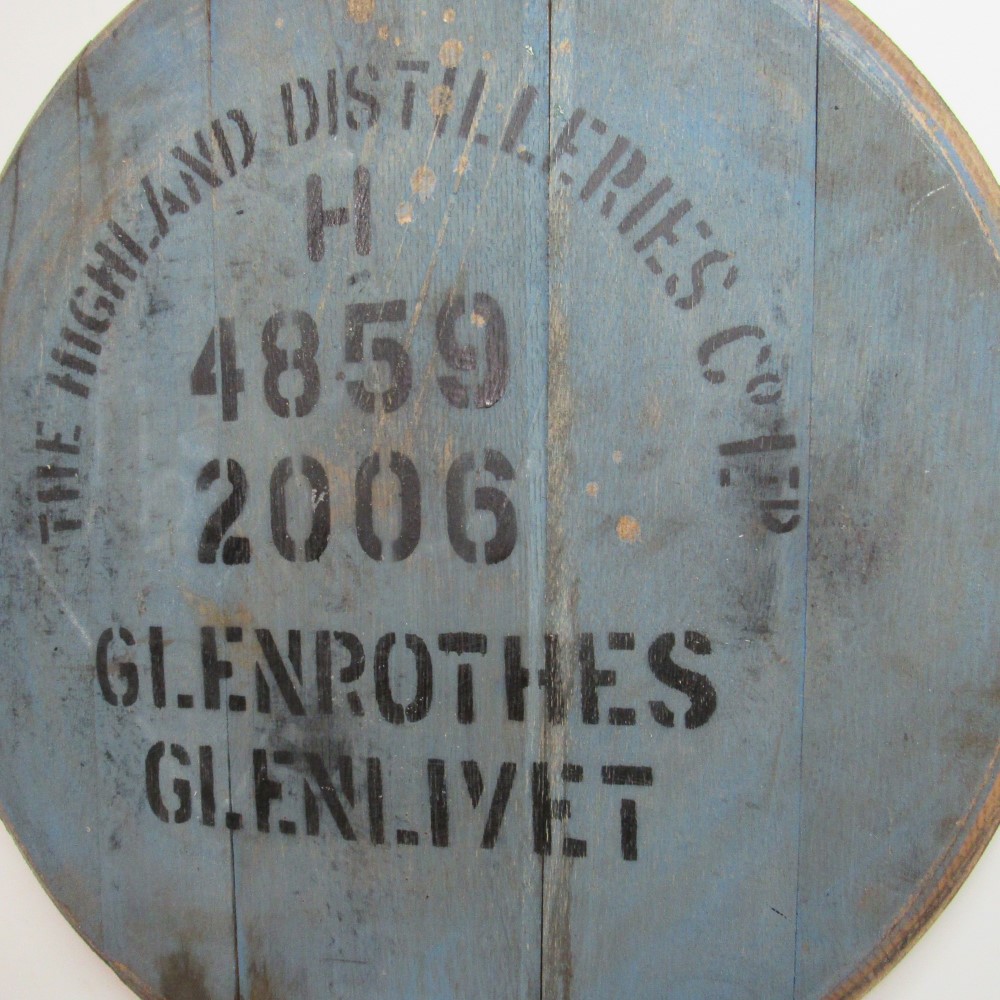 THE HIGHLAND DISTILLERIES Co LTD
H
4859
2006
GLENROTHES
GLENLIVET